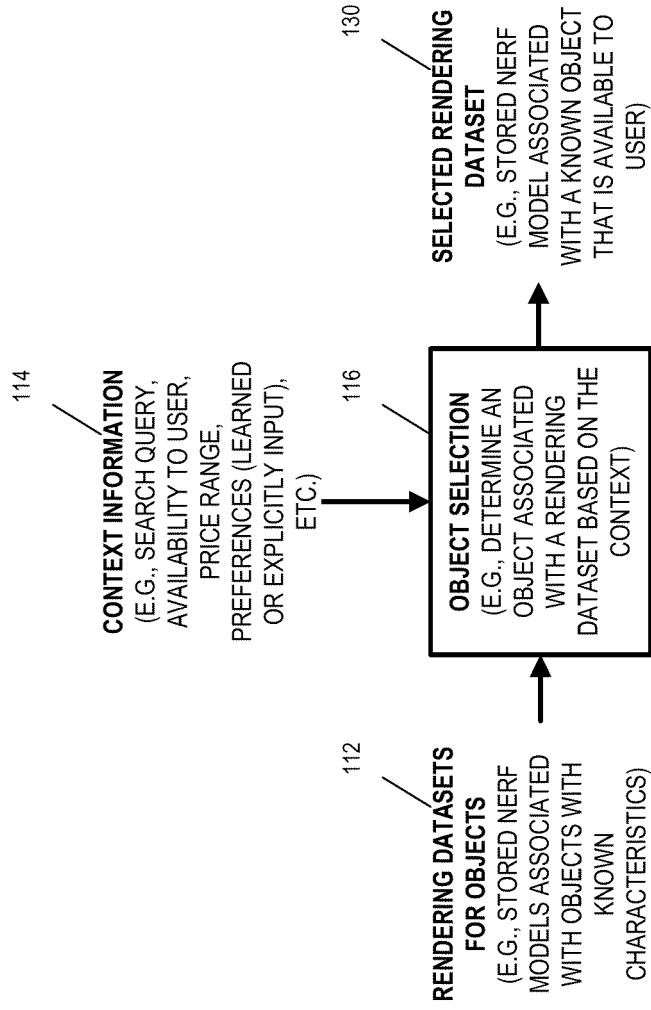 114
CONTEXT INFORMATION
(E.G., SEARCH QUERY,
AVAILABILITY TO USER,
PRICE RANGE,
PREFERENCES (LEARNED
OR EXPLICITLY INPUT),
ETC.)
112
RENDERING DATASETS
FOR OBJECTS
(E.G., STORED NERF
MODELS ASSOCIATED
WITH OBJECTS WITH
KNOWN
CHARACTERISTICS)
116
OBJECT SELECTION
(E.G., DETERMINE AN
OBJECT ASSOCIATED
WITH A RENDERING
DATASET BASED ON THE
CONTEXT)
130
SELECTED RENDERING
DATASET
(E.G., STORED NERF
MODEL ASSOCIATED
WITH A KNOWN OBJECT
THAT IS AVAILABLE TO
USER)